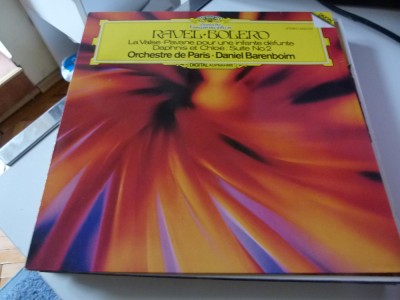 RAVEL · BOLERO
La Valse · Pavane pour une infante défunte
Daphnis et Chloé: Suite No.2
Orchestre de Paris · Daniel Barenboim
DIGITAL